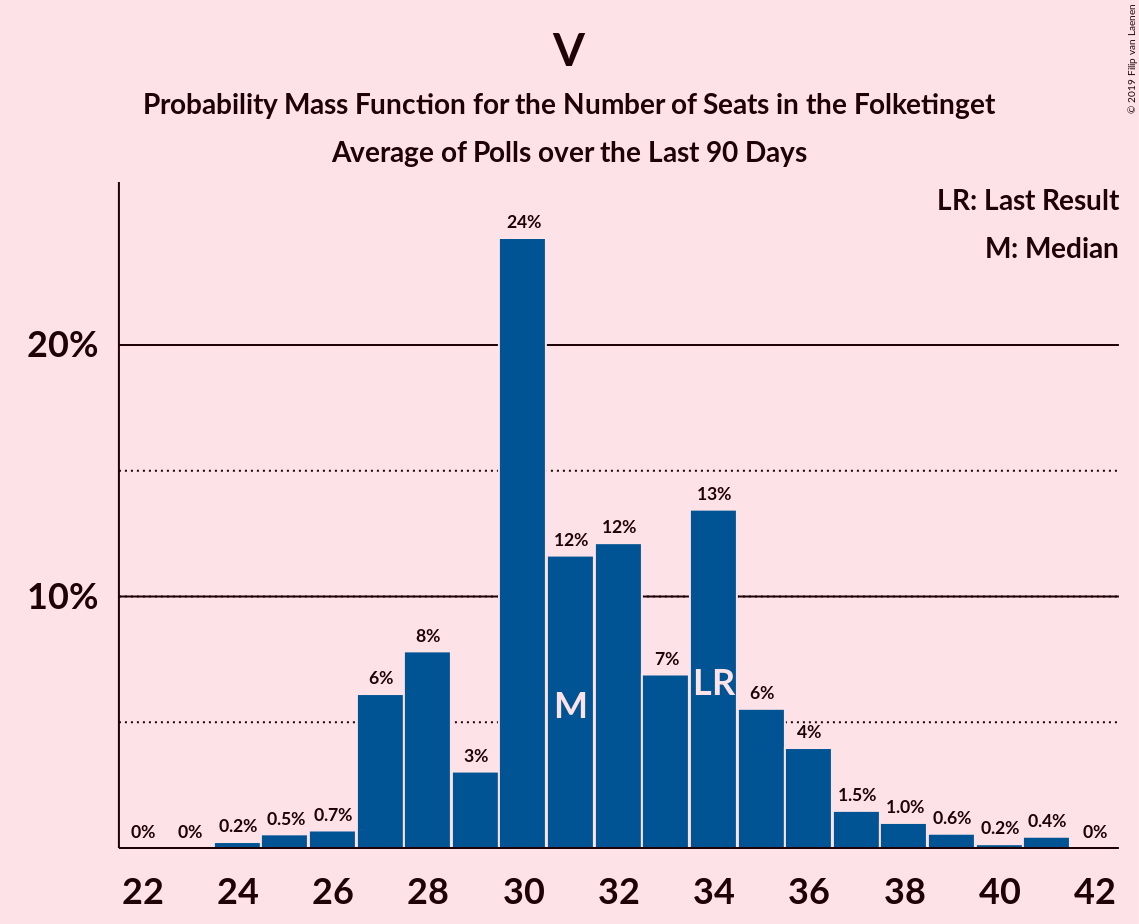 V
Probability Mass Function for the Number of Seats in the Folketinget
Average of Polls over the Last 90 Days
© 2019 Filip van Laenen
LR: Last Result
M: Median
20%
10%
0%
0%
0.2%
0.5%
0.7%
6%
8%
3%
24%
12%
12%
7%
13%
6%
4%
1.5%
1.0%
0.6%
0.2%
0.4%
0%
M
LR
22 24 26 28 30 32 34 36 38 40 42